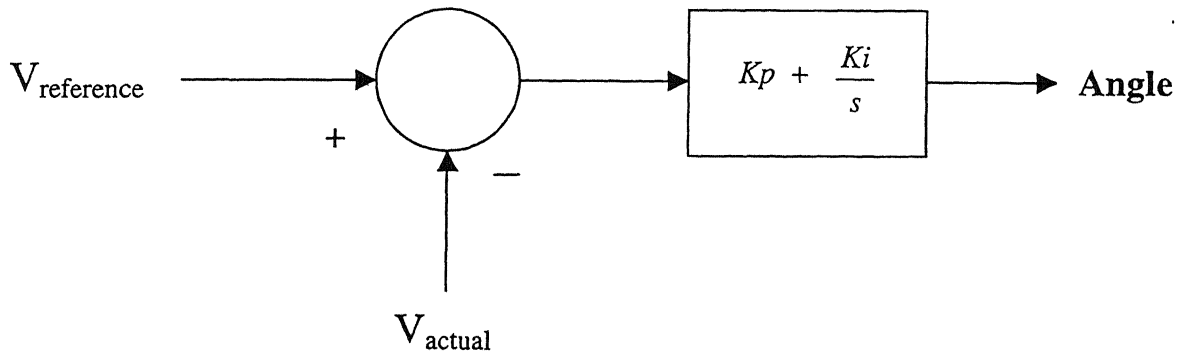 V_reference
+
−
V_actual
Kp + Ki/s
Angle